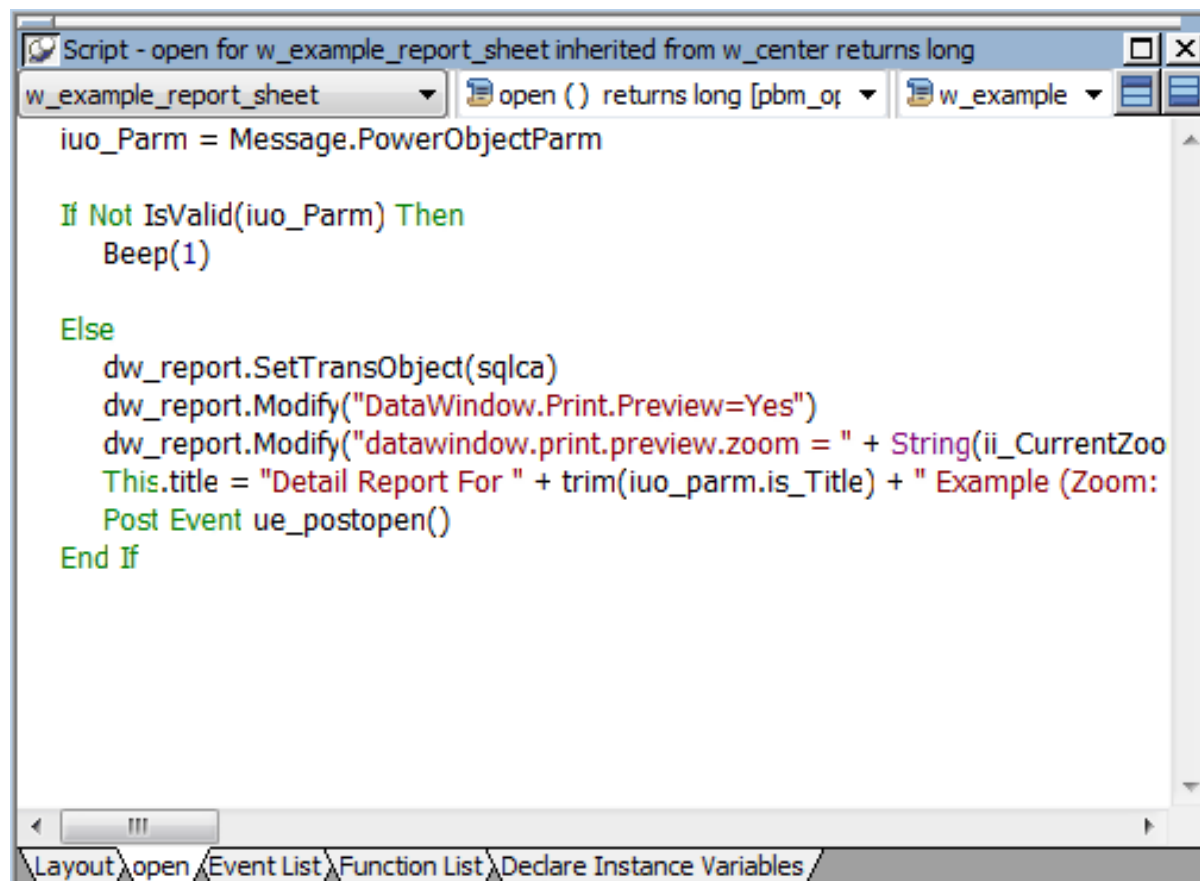 Script - open for w_example_report_sheet inherited from w_center returns long
w_example_report_sheet open ( ) returns long [pbm_op w_example
iuo_Parm = Message.PowerObjectParm
If Not IsValid(iuo_Parm) Then
Beep(1)
Else
dw_report.SetTransObject(sqlca)
dw_report.Modify("DataWindow.Print.Preview=Yes")
dw_report.Modify("datawindow.print.preview.zoom = " + String(ii_CurrentZoo
This.title = "Detail Report For " + trim(iuo_parm.is_Title) + " Example (Zoom:
Post Event ue_postopen()
End If
Layout open Event List Function List Declare Instance Variables